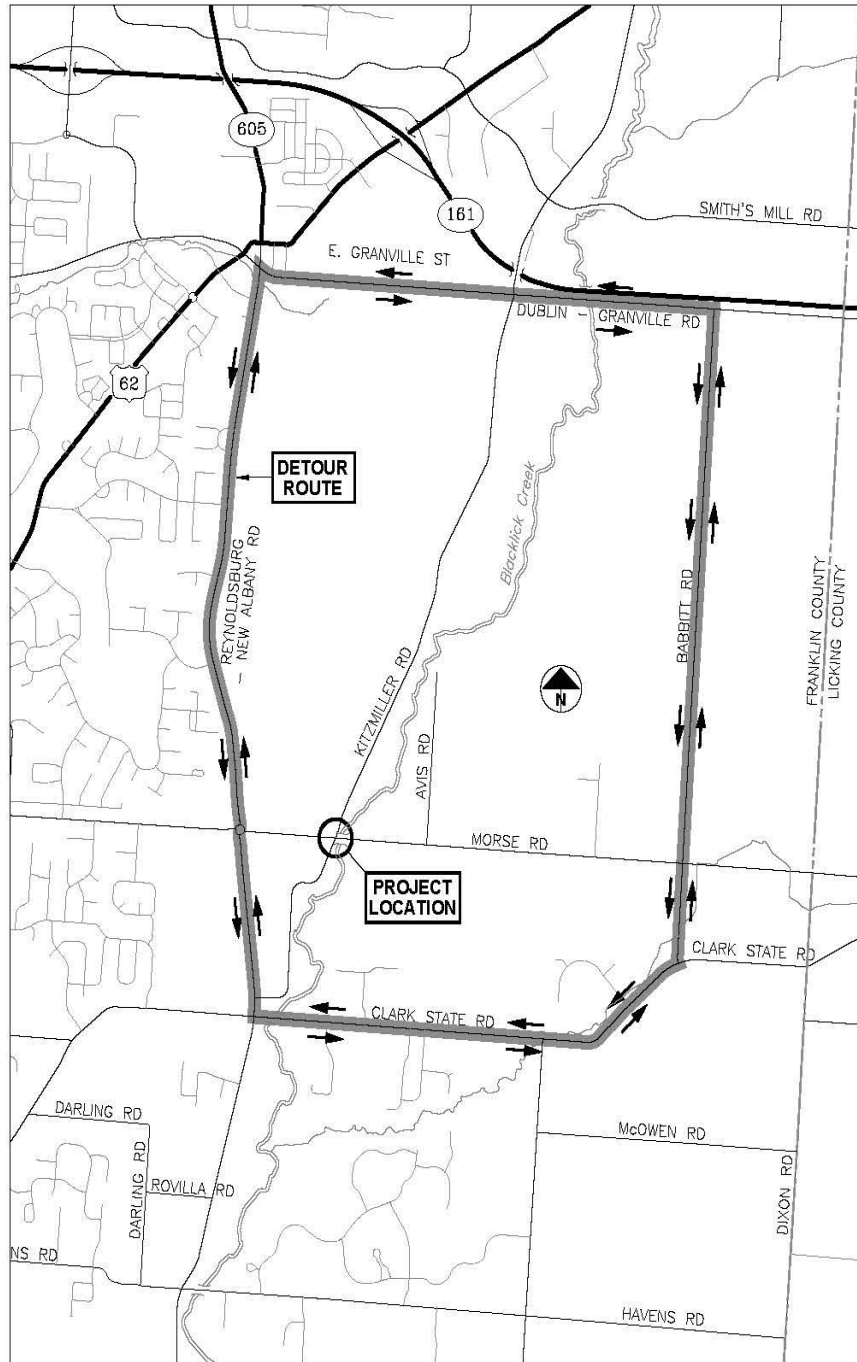 605
161
SMITH'S MILL RD
E. GRANVILLE ST
DUBLIN - GRANVILLE RD
62
DETOUR
ROUTE
REYNOLDSBURG
- NEW ALBANY RD
Blacklick Creek
BABBITT RD
FRANKLIN COUNTY
LICKING COUNTY
KITZMILLER RD
N
AVIS RD
MORSE RD
PROJECT
LOCATION
CLARK STATE RD
CLARK STATE RD
DARLING RD
McOWEN RD
DARLING RD
ROVILLA RD
DIXON RD
NS RD
HAVENS RD